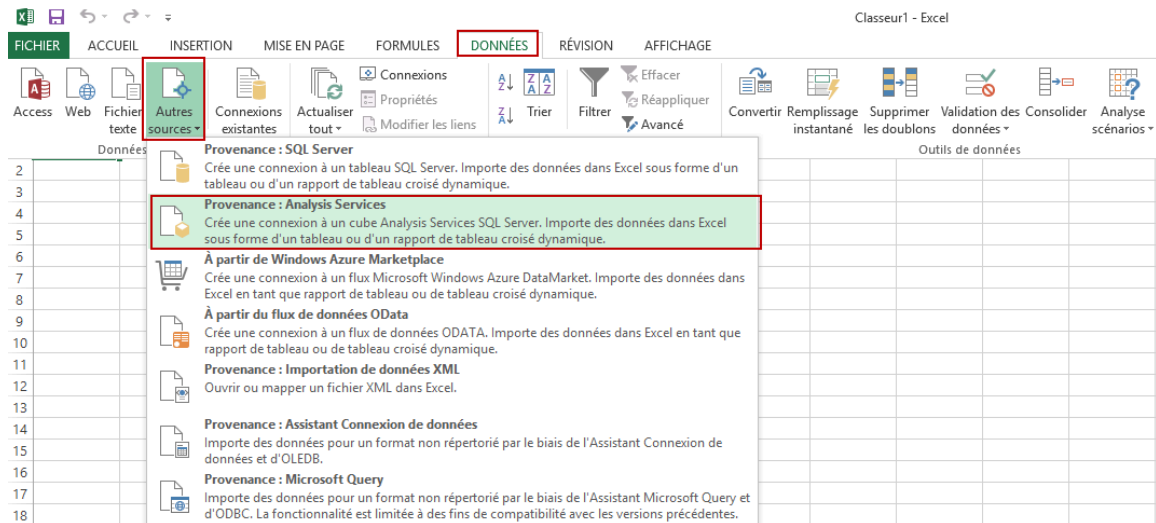 Classeur1 - Excel
FICHIER ACCUEIL INSERTION MISE EN PAGE FORMULES DONNÉES RÉVISION AFFICHAGE
Access
Web
Fichier
texte
Autres
sources
Connexions
existantes
Actualiser
tout
Connexions
Propriétés
Modifier les liens
Trier
Filtrer
Effacer
Réappliquer
Avancé
Convertir
Remplissage
instantané
Supprimer
les doublons
Validation des
données
Consolider
Analyse
scénarios
Données
Outils de données
Provenance : SQL Server
Crée une connexion à un tableau SQL Server. Importe des données dans Excel sous forme d'un
tableau ou d'un rapport de tableau croisé dynamique.
Provenance : Analysis Services
Crée une connexion à un cube Analysis Services SQL Server. Importe des données dans Excel
sous forme d'un tableau ou d'un rapport de tableau croisé dynamique.
À partir de Windows Azure Marketplace
Crée une connexion à un flux Microsoft Windows Azure DataMarket. Importe des données dans
Excel en tant que rapport de tableau ou de tableau croisé dynamique.
À partir du flux de données OData
Crée une connexion à un flux de données ODATA. Importe des données dans Excel en tant que
rapport de tableau ou de tableau croisé dynamique.
Provenance : Importation de données XML
Ouvrir ou mapper un fichier XML dans Excel.
Provenance : Assistant Connexion de données
Importe des données pour un format non répertorié par le biais de l'Assistant Connexion de
données et d'OLEDB.
Provenance : Microsoft Query
Importe des données pour un format non répertorié par le biais de l'Assistant Microsoft Query et
d'ODBC. La fonctionnalité est limitée à des fins de compatibilité avec les versions précédentes.
2
3
4
5
6
7
8
9
10
11
12
13
14
15
16
17
18